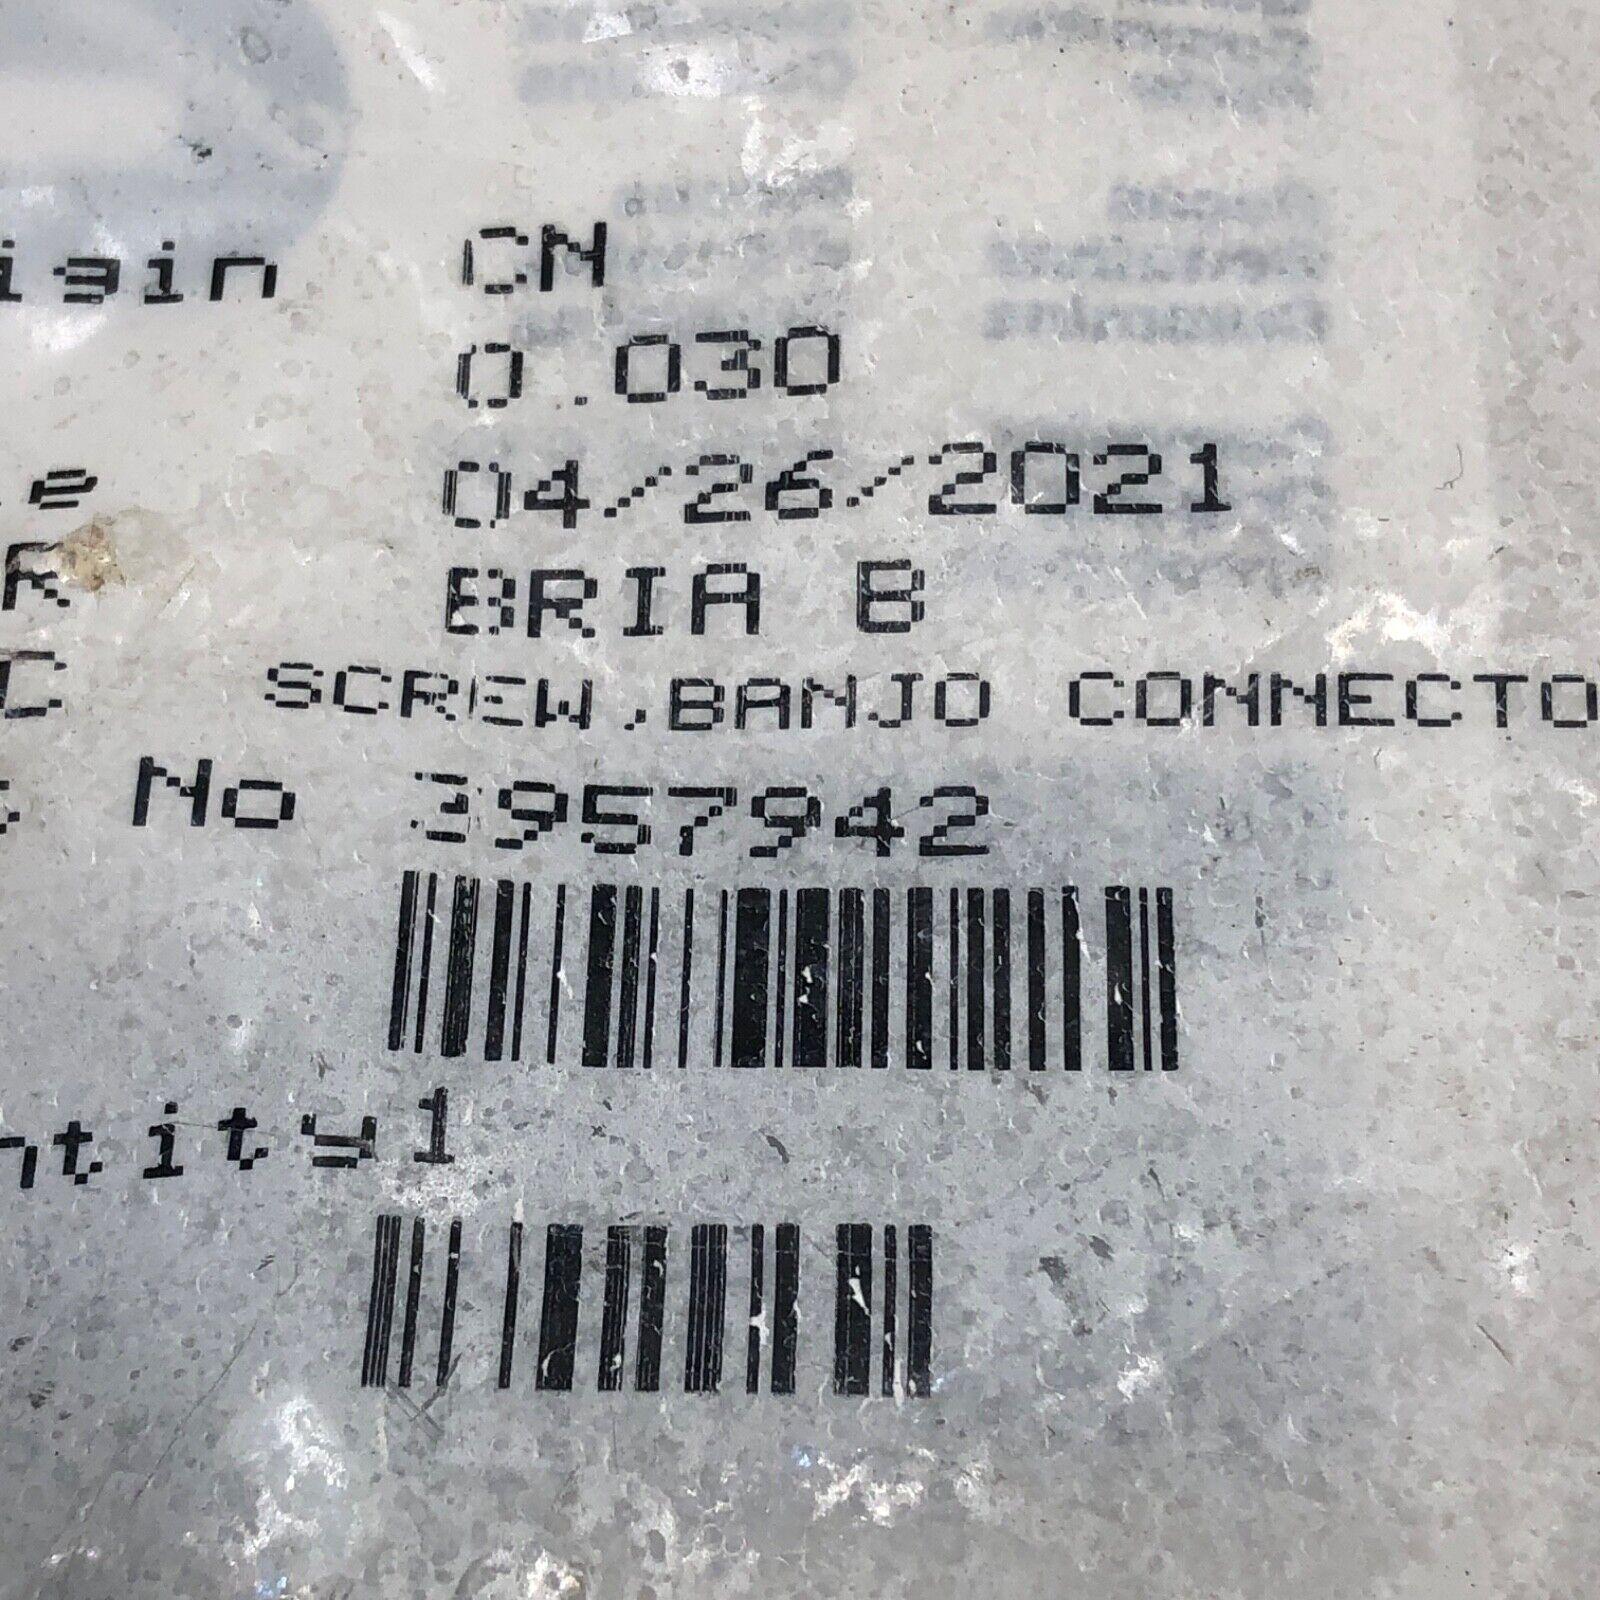 igin CN
0.030
e 04/26/2021
R BRIA B
C SCREW,BANJO CONNECTO
s No 3957942
ntity1